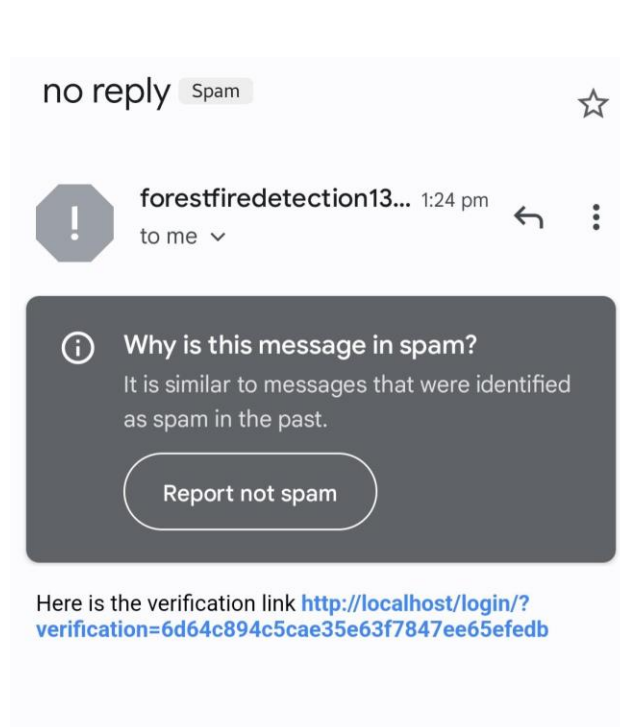 no reply Spam
forestfiredetection13... 1:24 pm
to me
Why is this message in spam?
It is similar to messages that were identified
as spam in the past.
Report not spam
Here is the verification link http://localhost/login/?
verification=6d64c894c5cae35e63f7847ee65efedb